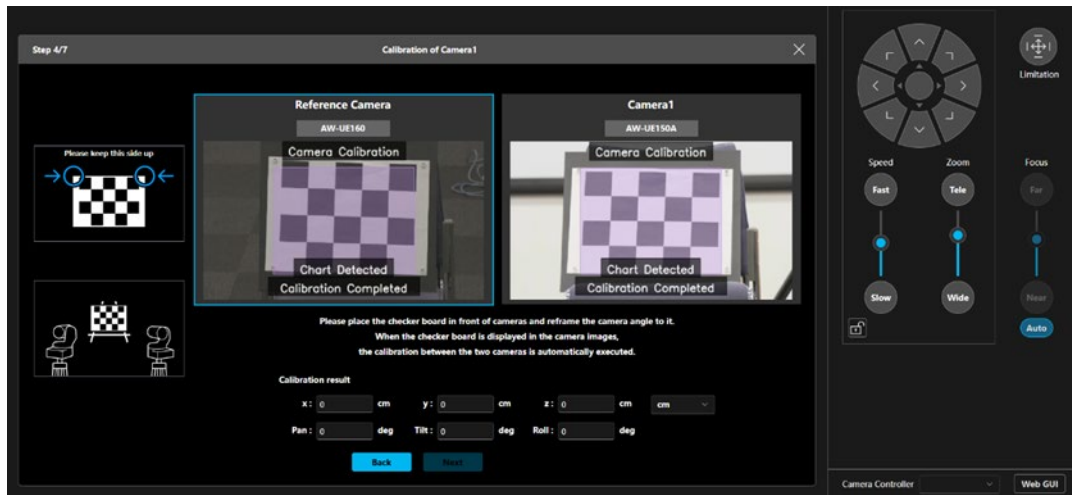 Step 4/7
Calibration of Camera1
Please keep this side up
Reference Camera
AW-UE160
Camera Calibration
Chart Detected
Calibration Completed
Camera1
AW-UE150A
Camera Calibration
Chart Detected
Calibration Completed
Please place the checker board in front of cameras and reframe the camera angle to it.
When the checker board is displayed in the camera images,
the calibration between the two cameras is automatically executed.
Calibration result
x : 0 cm y : 0 cm z : 0 cm cm
Pan : 0 deg Tilt : 0 deg Roll : 0 deg
Back Next
Limitation
Speed Zoom Focus
Fast Tele Far
Slow Wide Near
Auto
Camera Controller Web GUI